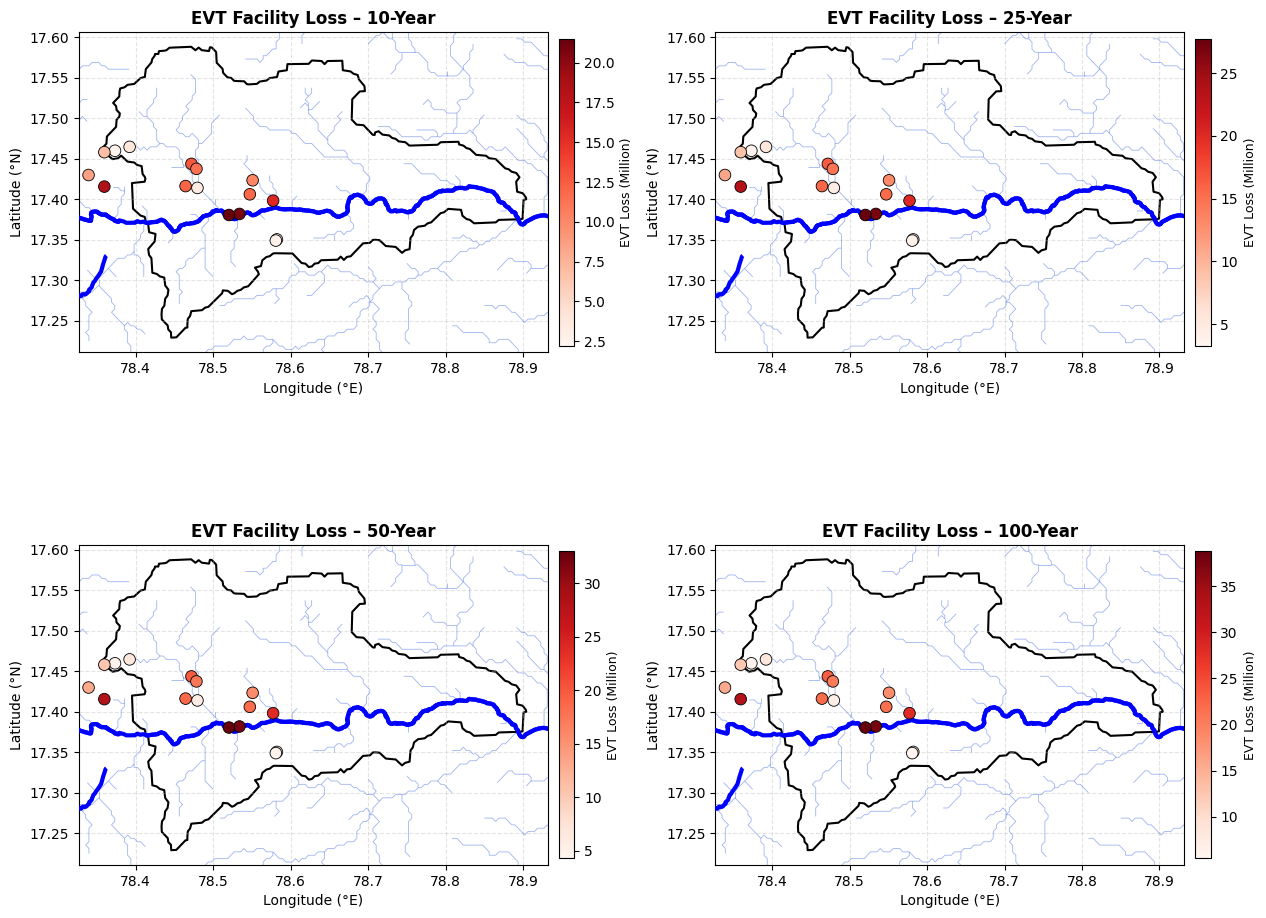 EVT Facility Loss – 10-Year
17.60
17.55
17.50
17.45
17.40
17.35
17.30
17.25
Latitude (°N)
78.4 78.5 78.6 78.7 78.8 78.9
Longitude (°E)
20.0
17.5
15.0
12.5
10.0
7.5
5.0
2.5
EVT Loss (Million)
EVT Facility Loss – 25-Year
17.60
17.55
17.50
17.45
17.40
17.35
17.30
17.25
Latitude (°N)
78.4 78.5 78.6 78.7 78.8 78.9
Longitude (°E)
25
20
15
10
5
EVT Loss (Million)
EVT Facility Loss – 50-Year
17.60
17.55
17.50
17.45
17.40
17.35
17.30
17.25
Latitude (°N)
78.4 78.5 78.6 78.7 78.8 78.9
Longitude (°E)
30
25
20
15
10
5
EVT Loss (Million)
EVT Facility Loss – 100-Year
17.60
17.55
17.50
17.45
17.40
17.35
17.30
17.25
Latitude (°N)
78.4 78.5 78.6 78.7 78.8 78.9
Longitude (°E)
35
30
25
20
15
10
EVT Loss (Million)